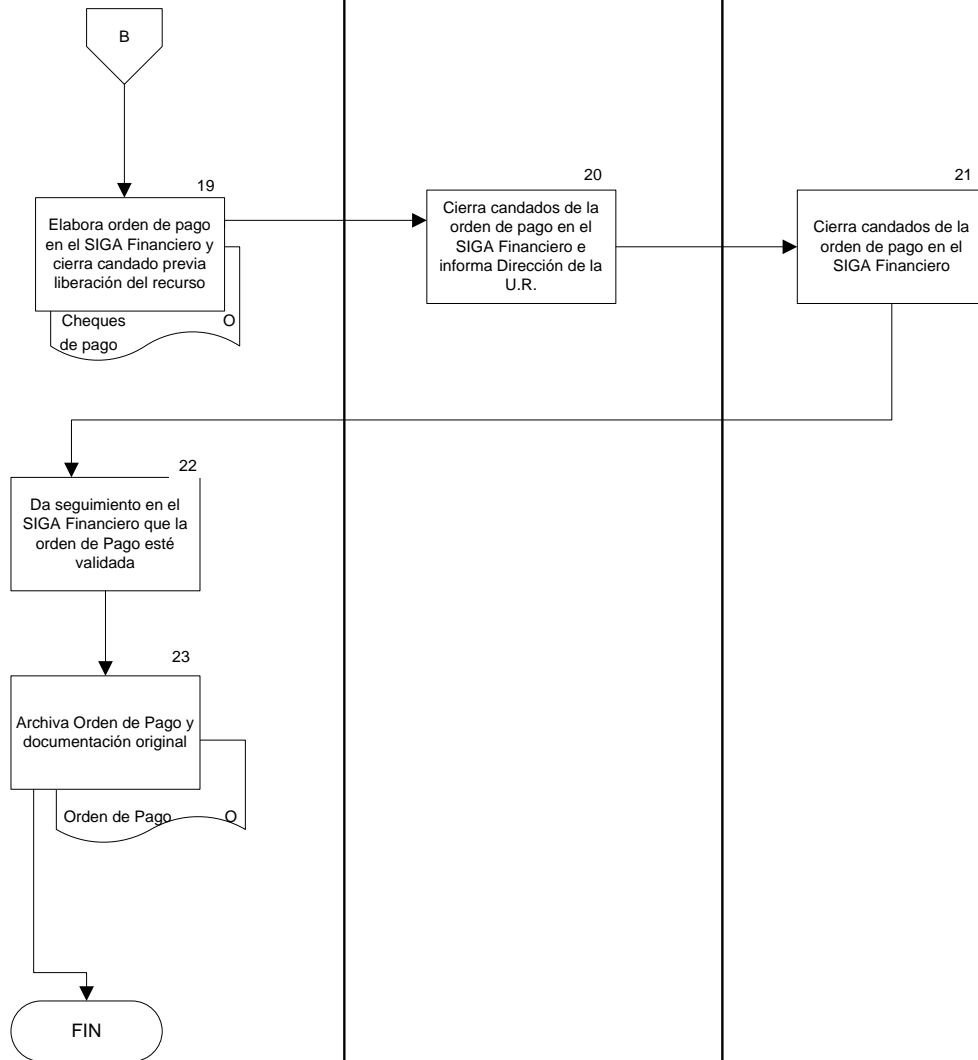 B
19
Elabora orden de pago
en el SIGA Financiero y
cierra candado previa
liberación del recurso
Cheques O
de pago
20
Cierra candados de la
orden de pago en el
SIGA Financiero e
informa Dirección de la
U.R.
21
Cierra candados de la
orden de pago en el
SIGA Financiero
22
Da seguimiento en el
SIGA Financiero que la
orden de Pago esté
validada
23
Archiva Orden de Pago y
documentación original
Orden de Pago O
FIN